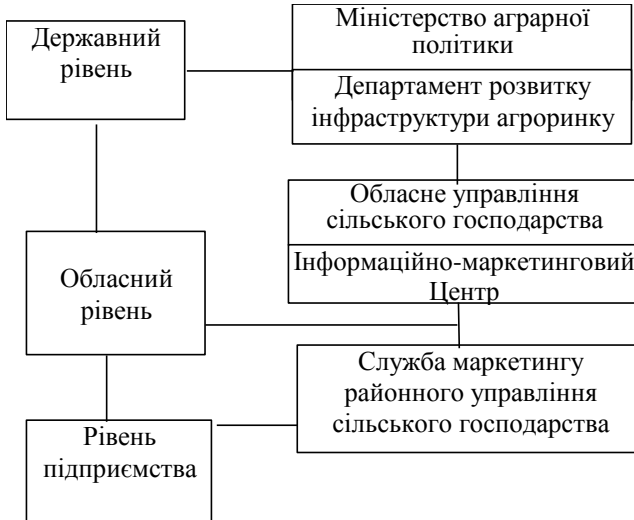 Державний
рівень
Міністерство аграрної
політики
Департамент розвитку
інфраструктури агроринку
Обласне управління
сільського господарства
Інформаційно-маркетинговий
Центр
Обласний
рівень
Служба маркетингу
районного управління
сільського господарства
Рівень
підприємства